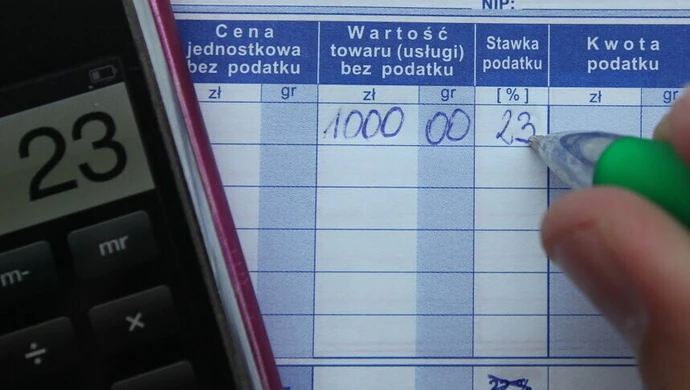 NIP:
Cena jednostkowa bez podatku
Wartość towaru (usługi) bez podatku
Stawka podatku
Kwota podatku
zł gr zł gr [%] zł gr
1000 00 23
23
mr
m-
×
÷
22%